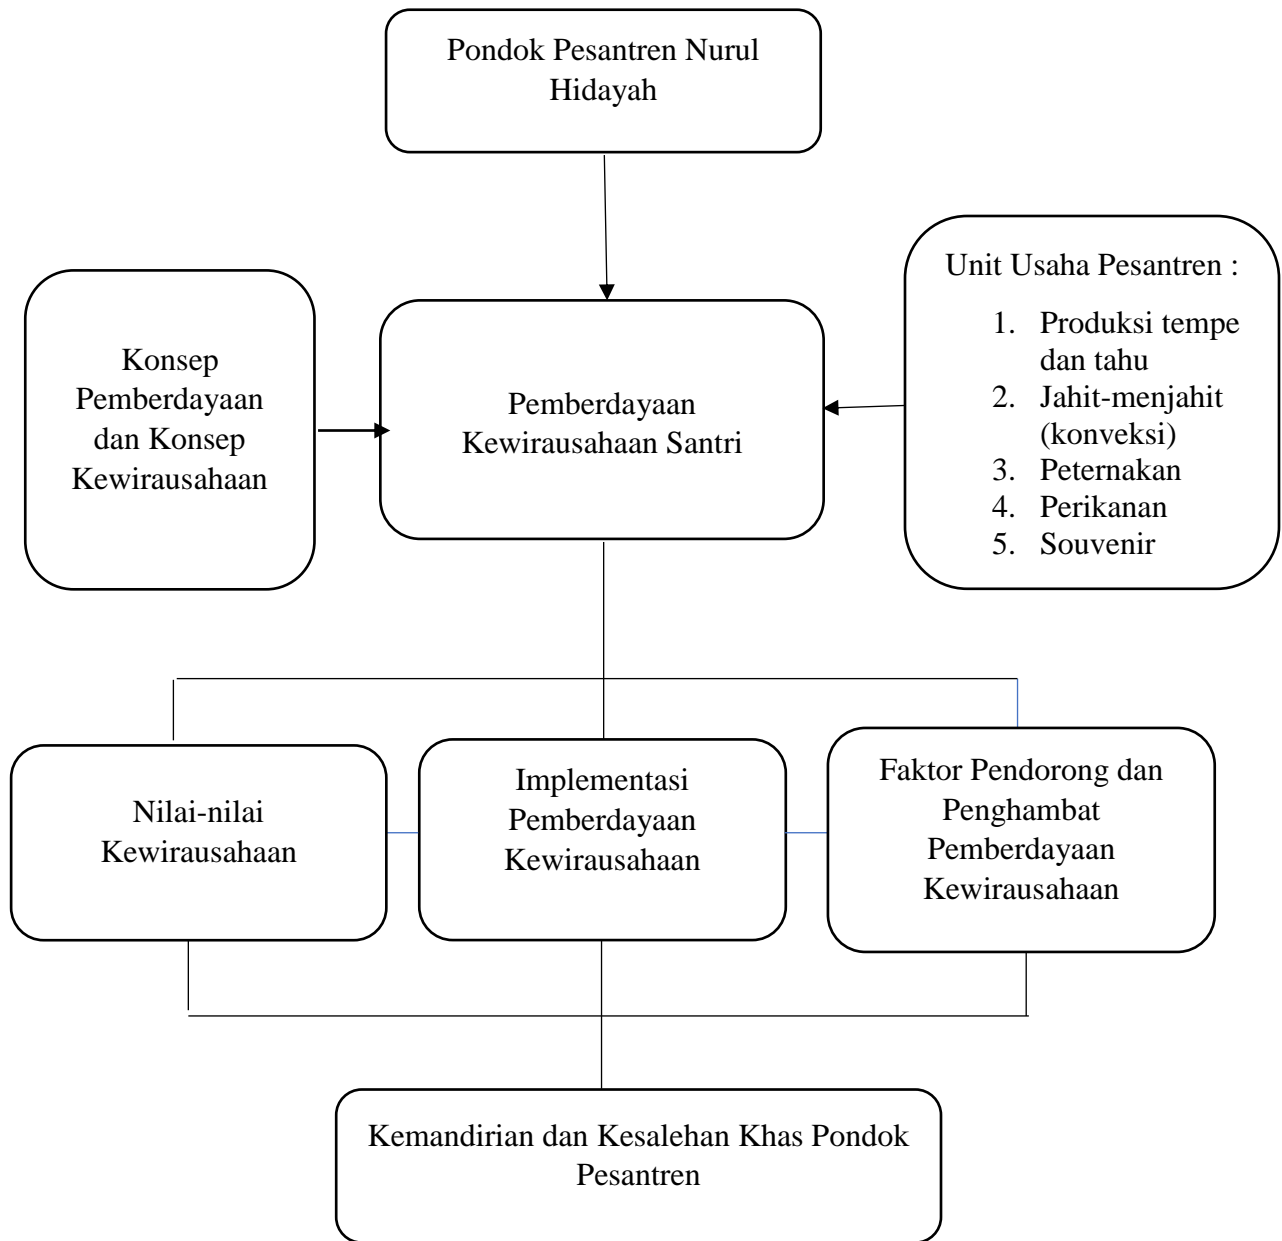 Pondok Pesantren Nurul
Hidayah
Konsep
Pemberdayaan
dan Konsep
Kewirausahaan
Pemberdayaan
Kewirausahaan Santri
Unit Usaha Pesantren :
1. Produksi tempe
dan tahu
2. Jahit-menjahit
(konveksi)
3. Peternakan
4. Perikanan
5. Souvenir
Nilai-nilai
Kewirausahaan
Implementasi
Pemberdayaan
Kewirausahaan
Faktor Pendorong dan
Penghambat
Pemberdayaan
Kewirausahaan
Kemandirian dan Kesalehan Khas Pondok
Pesantren